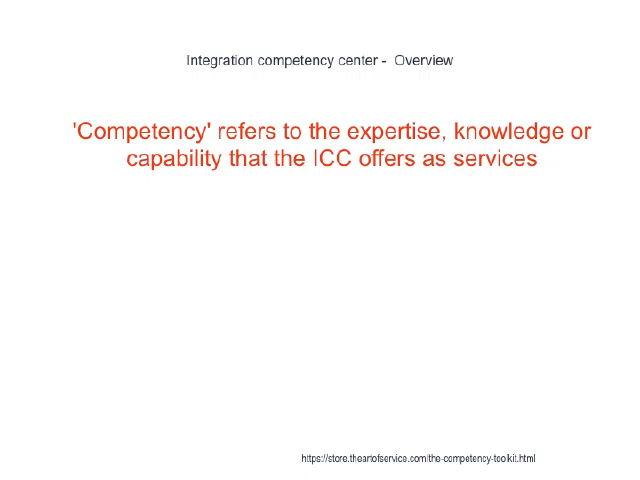 Integration competency center -  Overview
'Competency' refers to the expertise, knowledge or
capability that the ICC offers as services
https://store.theartofservice.com/the-competency-toolkit.html